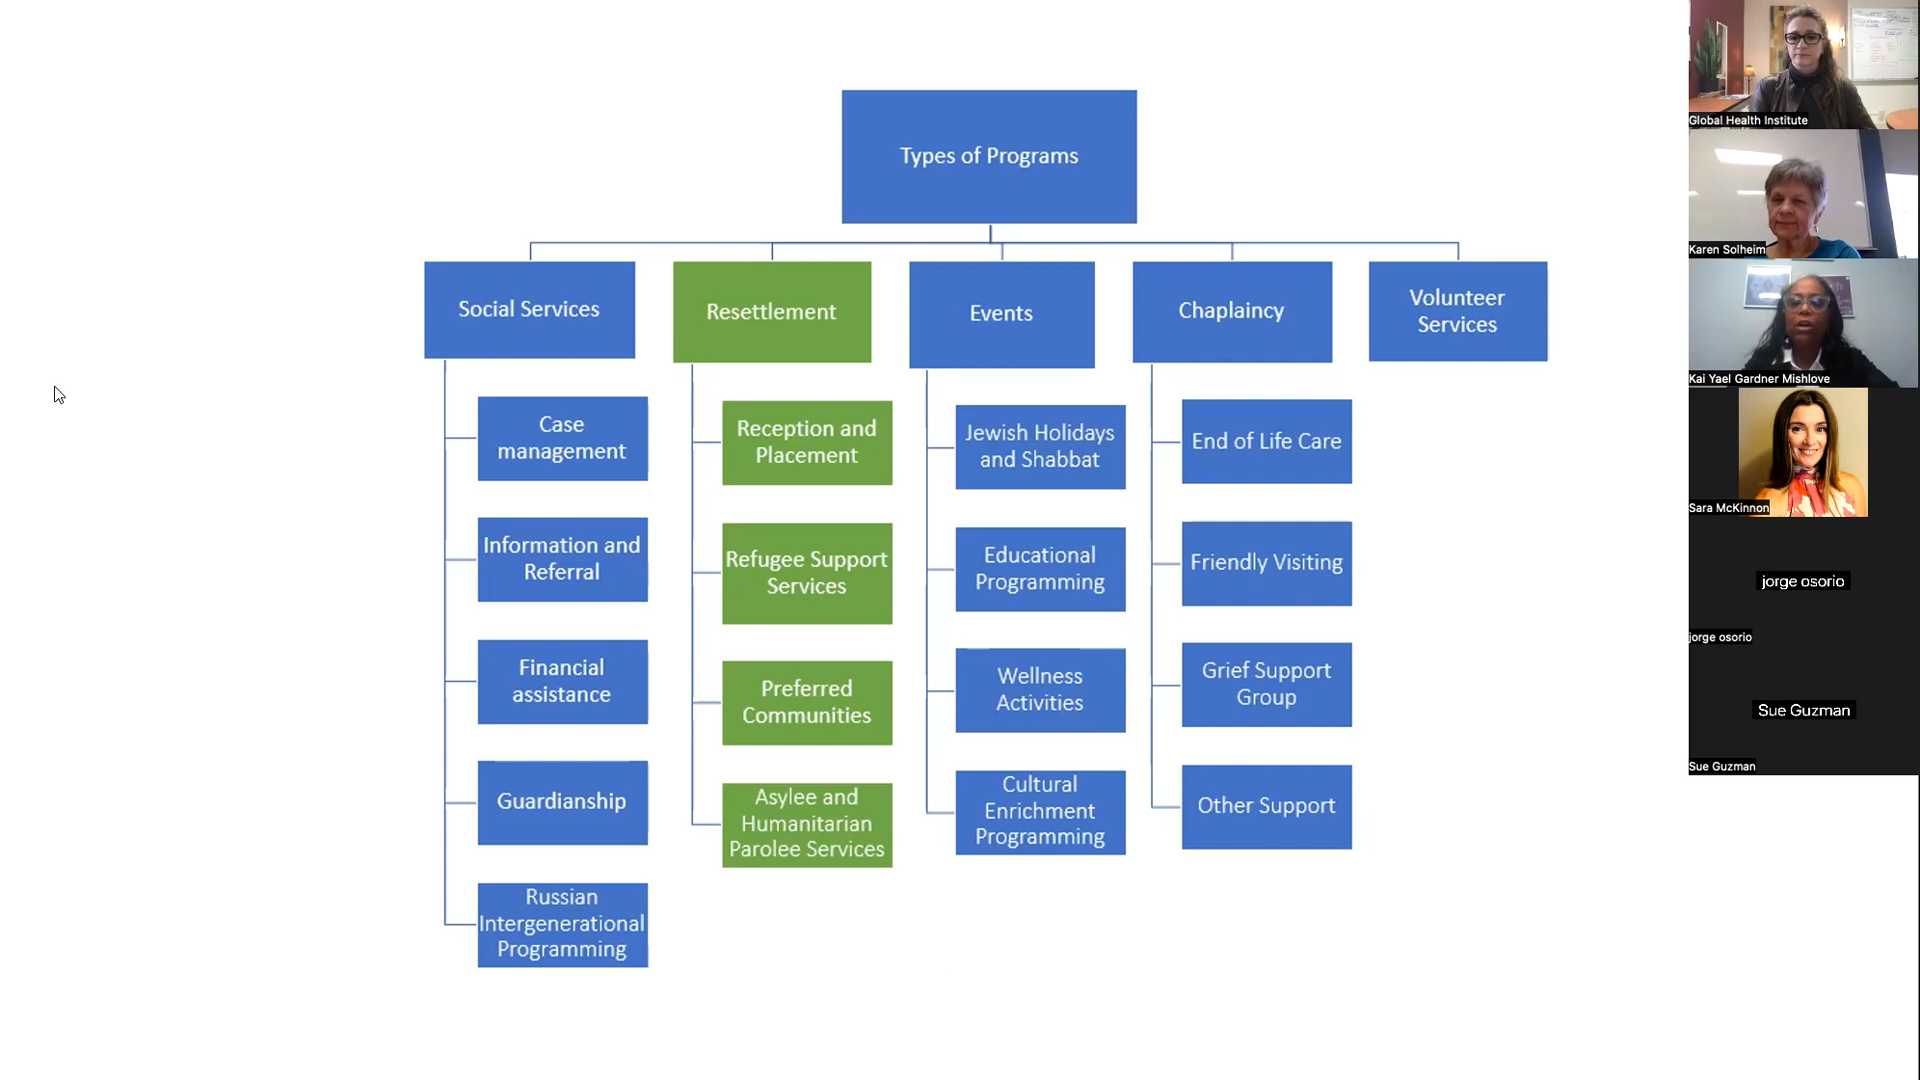 Types of Programs
Social Services
Case
management
Information and
Referral
Financial
assistance
Guardianship
Russian
Intergenerational
Programming
Resettlement
Reception and
Placement
Refugee Support
Services
Preferred
Communities
Asylee and
Humanitarian
Parolee Services
Events
Jewish Holidays
and Shabbat
Educational
Programming
Wellness
Activities
Cultural
Enrichment
Programming
Chaplaincy
End of Life Care
Friendly Visiting
Grief Support
Group
Other Support
Volunteer
Services
Global Health Institute
Karen Solheim
Kai Yael Gardner Mishlove
Sara McKinnon
jorge osorio
jorge osorio
Sue Guzman
Sue Guzman